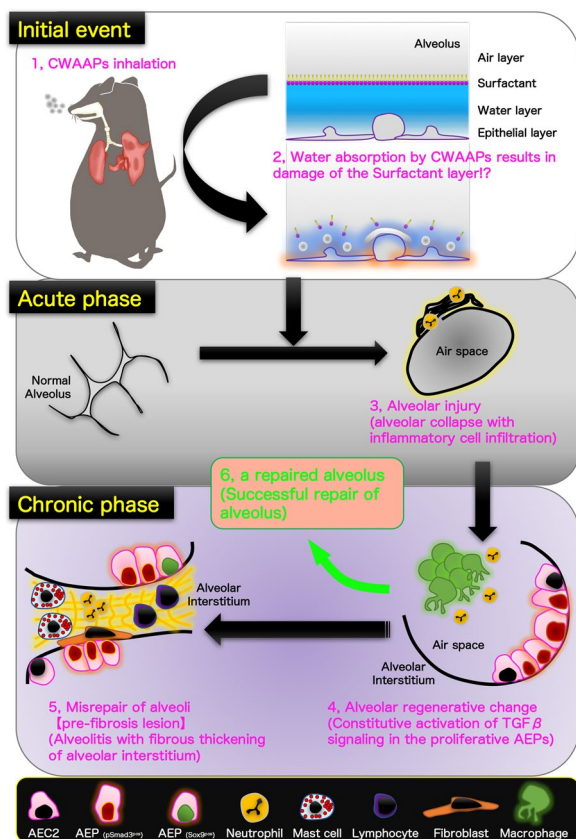 Initial event
1, CWAAPs inhalation
Alveolus
Air layer
Surfactant
Water layer
Epithelial layer
2, Water absorption by CWAAPs results in
damage of the Surfactant layer!?
Acute phase
Normal
Alveolus
Air space
3, Alveolar injury
(alveolar collapse with
inflammatory cell infiltration)
6, a repaired alveolus
(Successful repair of
alveolus)
Chronic phase
Alveolar
Interstitium
Air space
Alveolar
Interstitium
5, Misrepair of alveoli
【pre-fibrosis lesion】
(Alveolitis with fibrous thickening
of alveolar interstitium)
4, Alveolar regenerative change
(Constitutive activation of TGFβ
signaling in the proliferative AEPs)
AEC2
AEP (pSmad3pos)
AEP (Sox9pos)
Neutrophil
Mast cell
Lymphocyte
Fibroblast
Macrophage